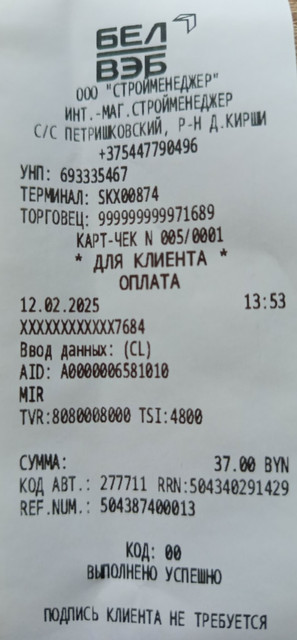 БЕЛ
ВЭБ
ООО "СТРОЙМЕНЕДЖЕР"
ИНТ.-МАГ.СТРОЙМЕНЕДЖЕР
С/С ПЕТРИШКОВСКИЙ, Р-Н Д.КИРШИ
+375447790496
УНП: 693335467
ТЕРМИНАЛ: SKX00874
ТОРГОВЕЦ: 999999999971689
КАРТ-ЧЕК N 005/0001
* ДЛЯ КЛИЕНТА *
ОПЛАТА
12.02.2025 13:53
XXXXXXXXXXXX7684
Ввод данных: (CL)
AID: A0000006581010
MIR
TVR:8080008000 TSI:4800
СУММА: 37.00 BYN
КОД АВТ.: 277711 RRN:504340291429
REF.NUM.: 504387400013
КОД: 00
ВЫПОЛНЕНО УСПЕШНО
ПОДПИСЬ КЛИЕНТА НЕ ТРЕБУЕТСЯ